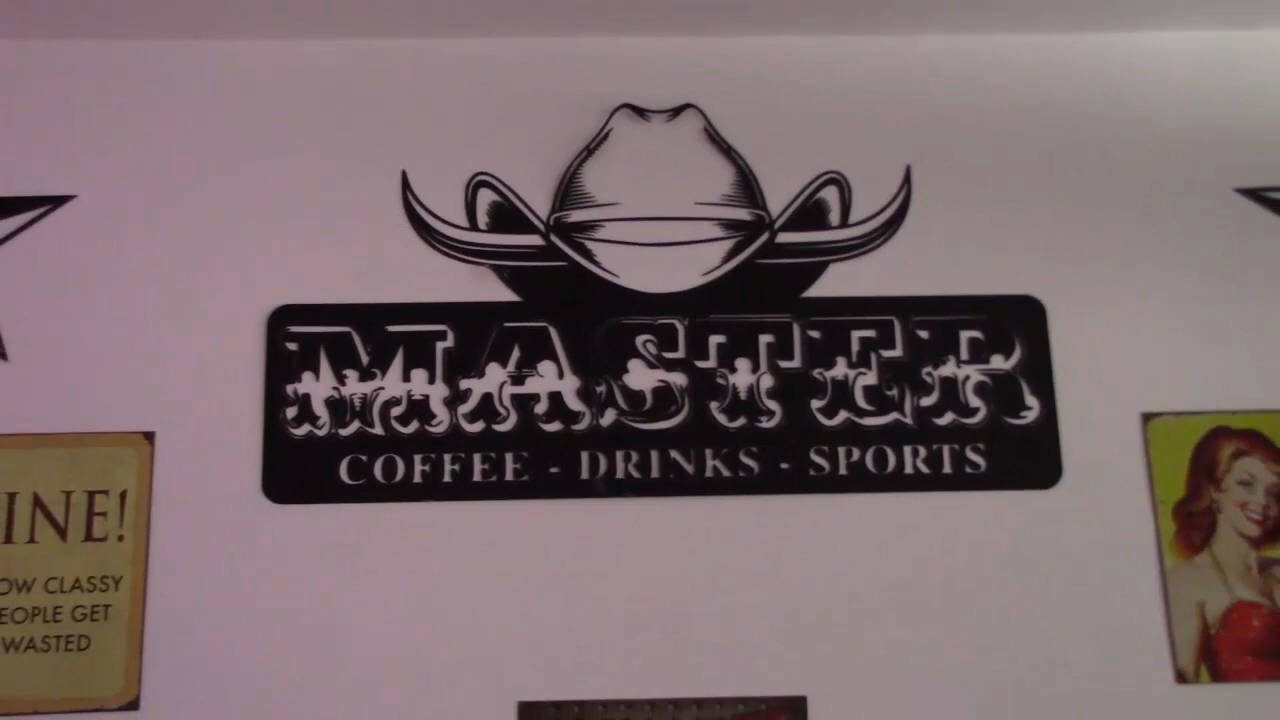 MASTER
COFFEE - DRINKS - SPORTS
INE!
OW CLASSY
EOPLE GET
WASTED